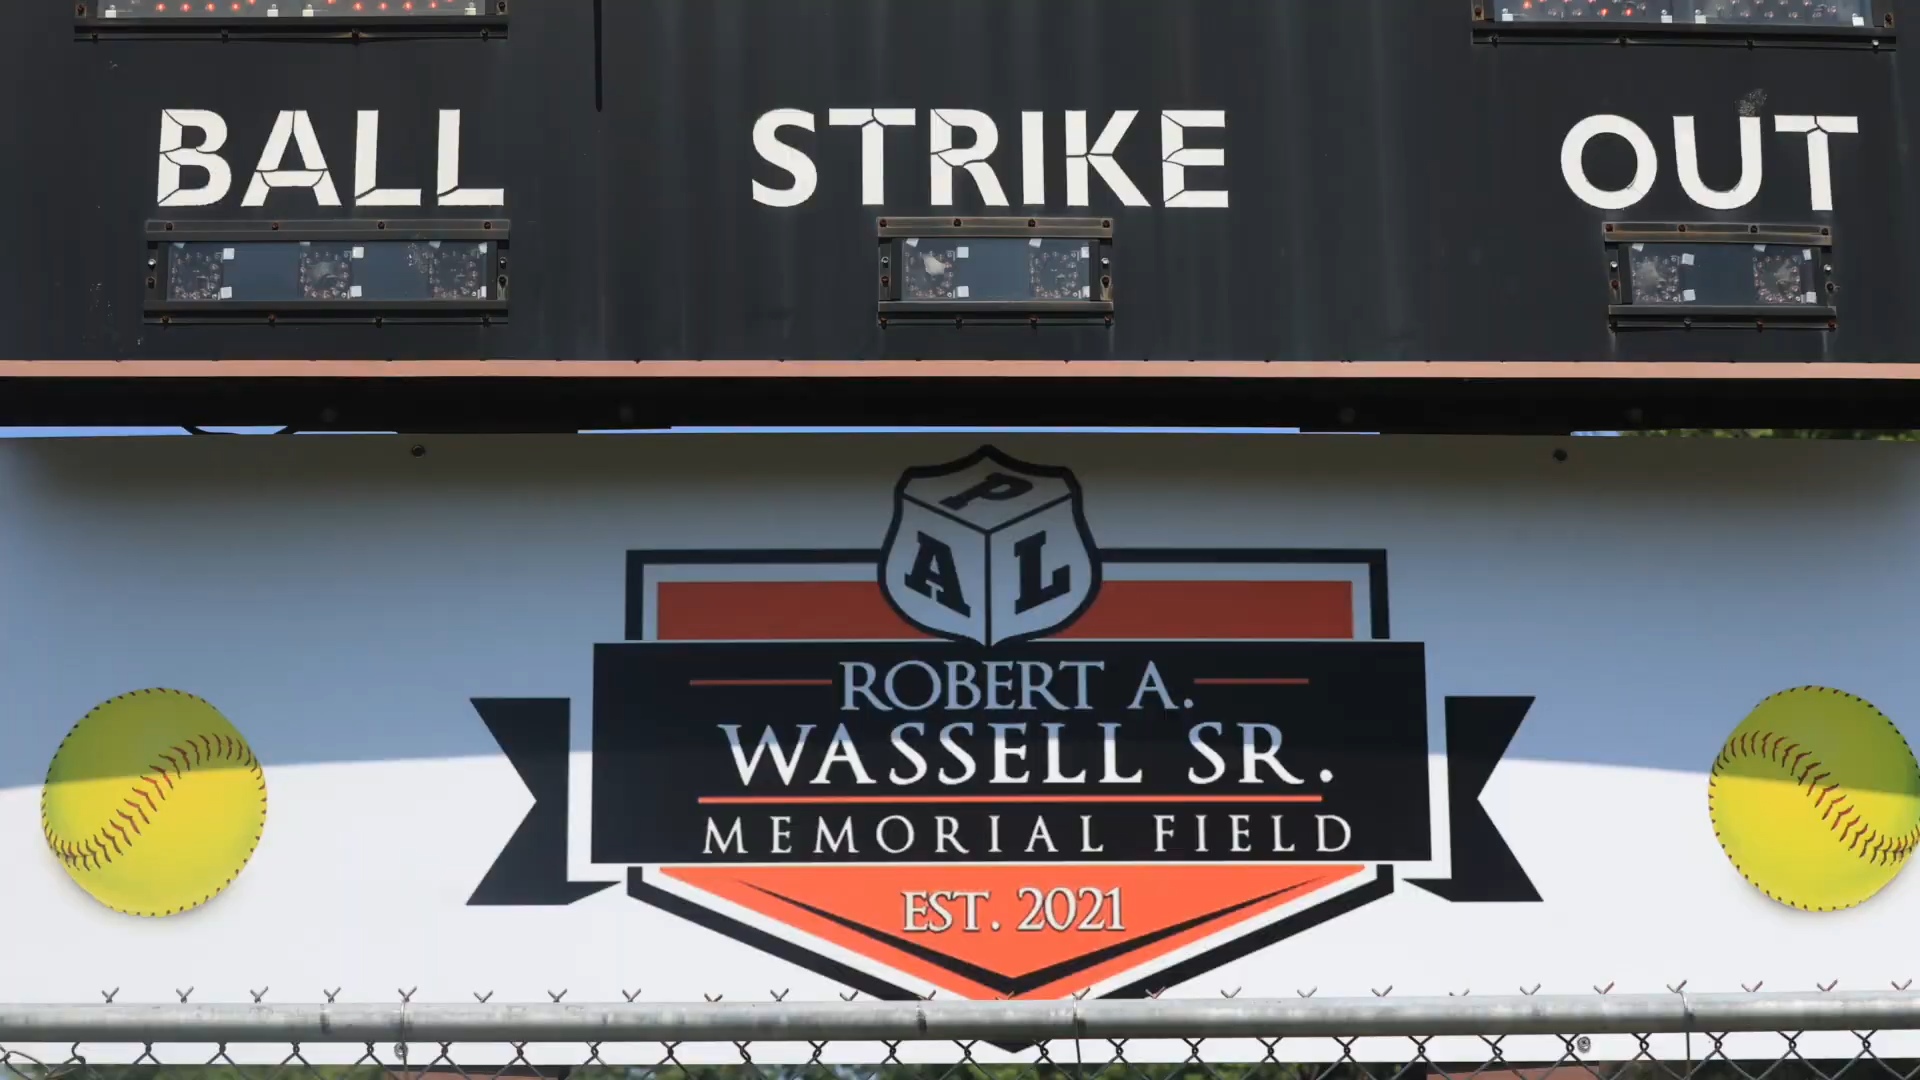 BALL STRIKE OUT
P
A L
ROBERT A.
WASSELL SR.
MEMORIAL FIELD
EST. 2021